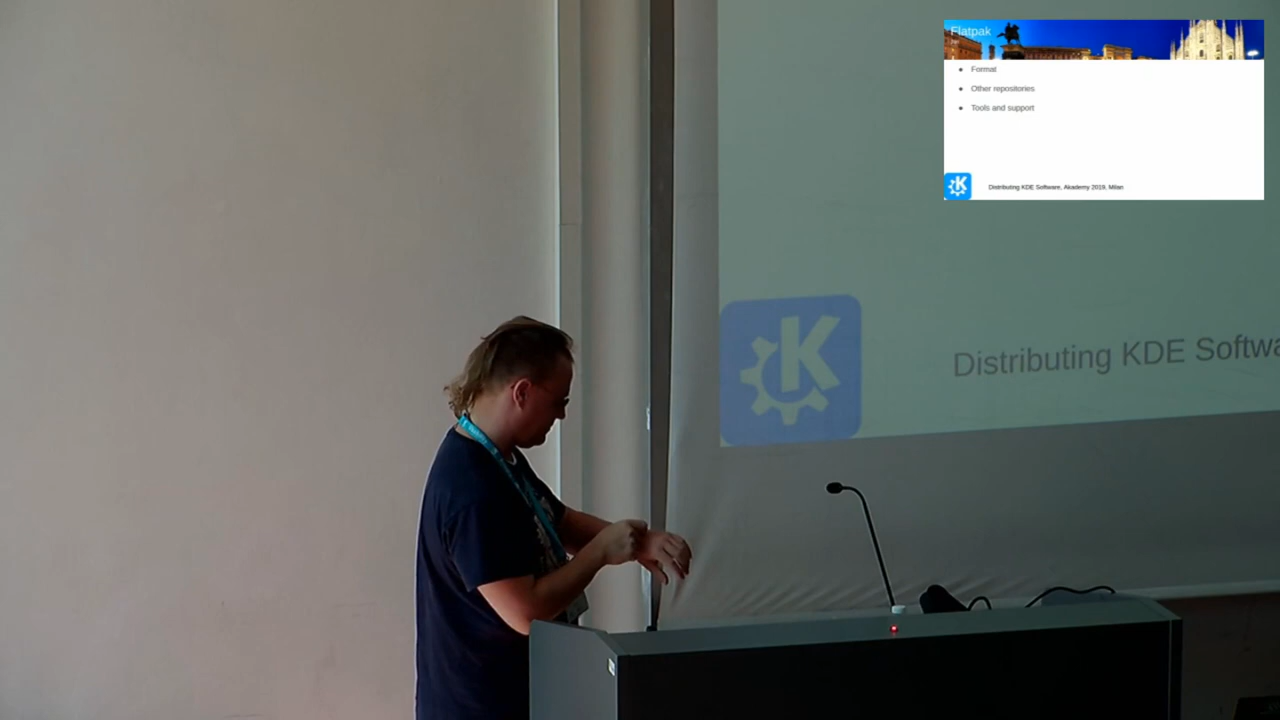 Flatpak
Format
Other repositories
Tools and support
Distributing KDE Software, Akademy 2019, Milan
Distributing KDE Softwa